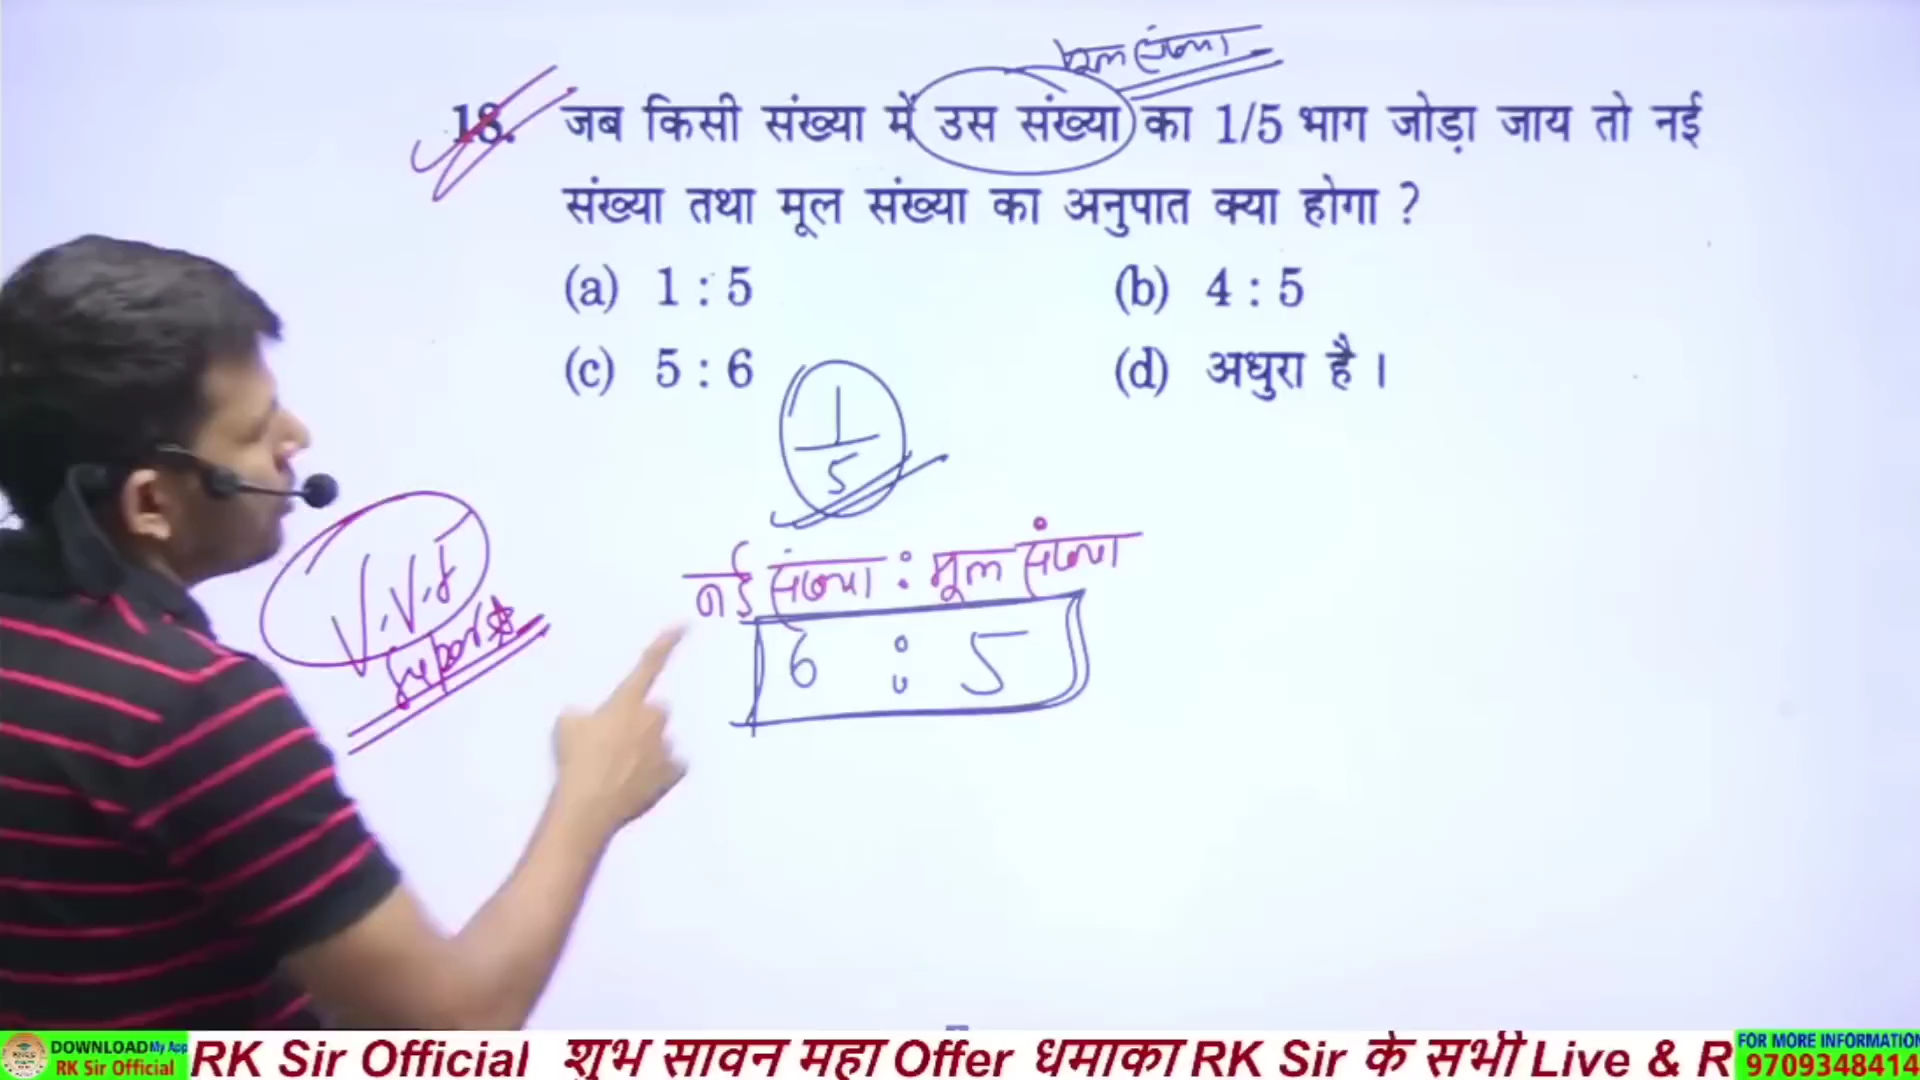 मूल संख्या
18. जब किसी संख्या में उस संख्या का 1/5 भाग जोड़ा जाय तो नई
संख्या तथा मूल संख्या का अनुपात क्या होगा ?
(a) 1 : 5 (b) 4 : 5
(c) 5 : 6 (d) अधुरा है ।
1
5
नई संख्या : मूल संख्या
6 : 5
DOWNLOAD My App
RK Sir Official
RK Sir Official शुभ सावन महा Offer धमाका RK Sir के सभी Live & R
FOR MORE INFORMATION
9709348414